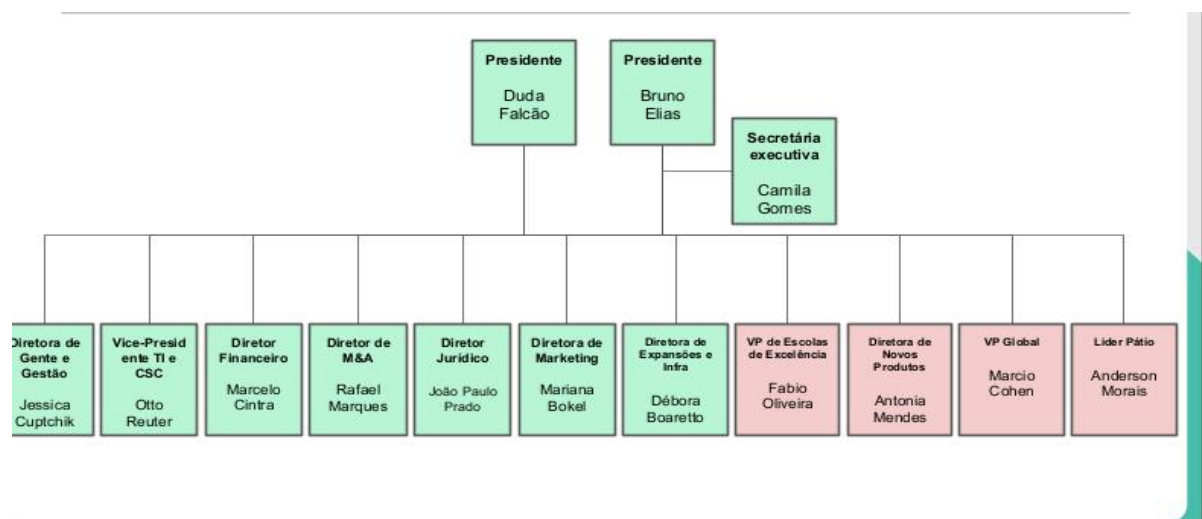 Presidente
Duda
Falcão
Presidente
Bruno
Elias
Secretária
executiva
Camila
Gomes
Diretora de
Gente e
Gestão
Jessica
Cuptchik
Vice-Presid
ente TI e
CSC
Otto
Reuter
Diretor
Financeiro
Marcelo
Cintra
Diretor de
M&A
Rafael
Marques
Diretor
Jurídico
João Paulo
Prado
Diretora de
Marketing
Mariana
Bokel
Diretora de
Expansões e
Infra
Débora
Boaretto
VP de Escolas
de Excelência
Fabio
Oliveira
Diretora de
Novos
Produtos
Antonia
Mendes
VP Global
Marcio
Cohen
Líder Pátio
Anderson
Morais